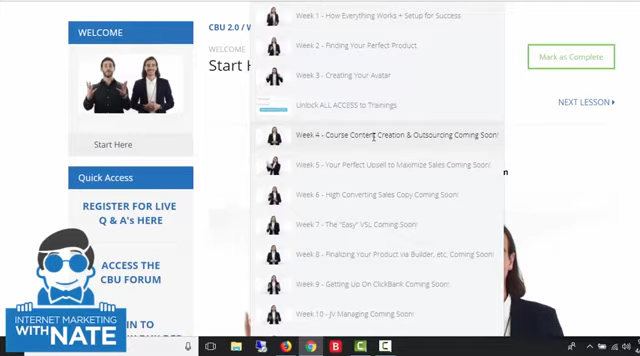 WELCOME
Start Here
Quick Access
REGISTER FOR LIVE
Q & A's HERE
ACCESS THE
CBU FORUM
IN TO
INTERNET MARKETING
WITH
NATE
CBU 2.0 / W
WELCOME
Start H
Week 1 - How Everything Works + Setup for Success
Week 2 - Finding Your Perfect Product
Week 3 - Creating Your Avatar
Unlock ALL ACCESS to Trainings
Week 4 - Course Content Creation & Outsourcing Coming Soon!
Week 5 - Your Perfect Upsell to Maximize Sales Coming Soon!
Week 6 - High Converting Sales Copy Coming Soon!
Week 7 - The "Easy" VSL Coming Soon!
Week 8 - Finalizing Your Product via Builder, etc. Coming Soon!
Week 9 - Getting Up On ClickBank Coming Soon!
Week 10 - JV Managing Coming Soon!
Mark as Complete
NEXT LESSON